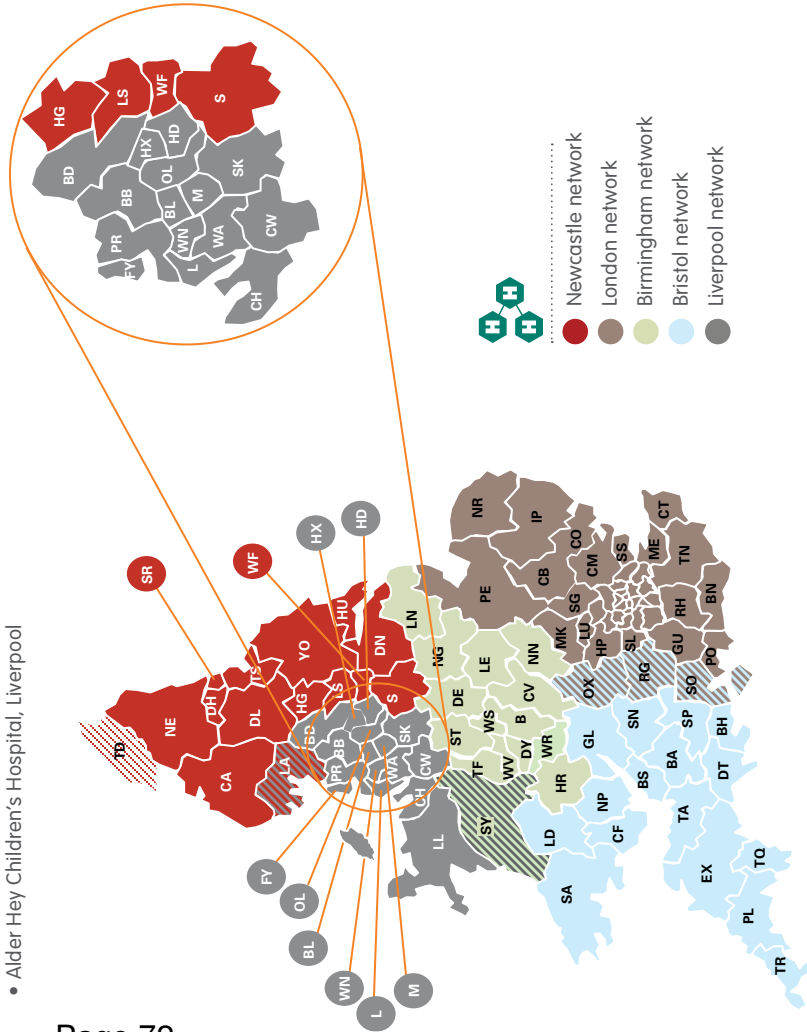 • Alder Hey Children's Hospital, Liverpool
HG
LS
WF
S
BD
HX
HD
BB
OL
SK
BL
M
PR
WN
WA
CW
FY
L
CH
H
H
H
Newcastle network
London network
Birmingham network
Bristol network
Liverpool network
SR
WF
HX
HD
FY
OL
BL
WN
L
M
TD
NE
DH
TS
DL
CA
LA
YO
HU
HG
LS
DN
S
BD
BB
PR
SK
WA
CW
CH
LL
LN
NG
DE
ST
LE
NN
WS
CV
B
TF
WV
DY
WR
HR
SY
NR
PE
IP
CB
CO
CM
SS
SG
MK
LU
HP
SL
ME
CT
TN
RH
BN
GU
PO
OX
RG
SO
GL
SN
SP
BH
BS
BA
DT
LD
NP
CF
SA
TA
EX
TQ
PL
TR
Page 72